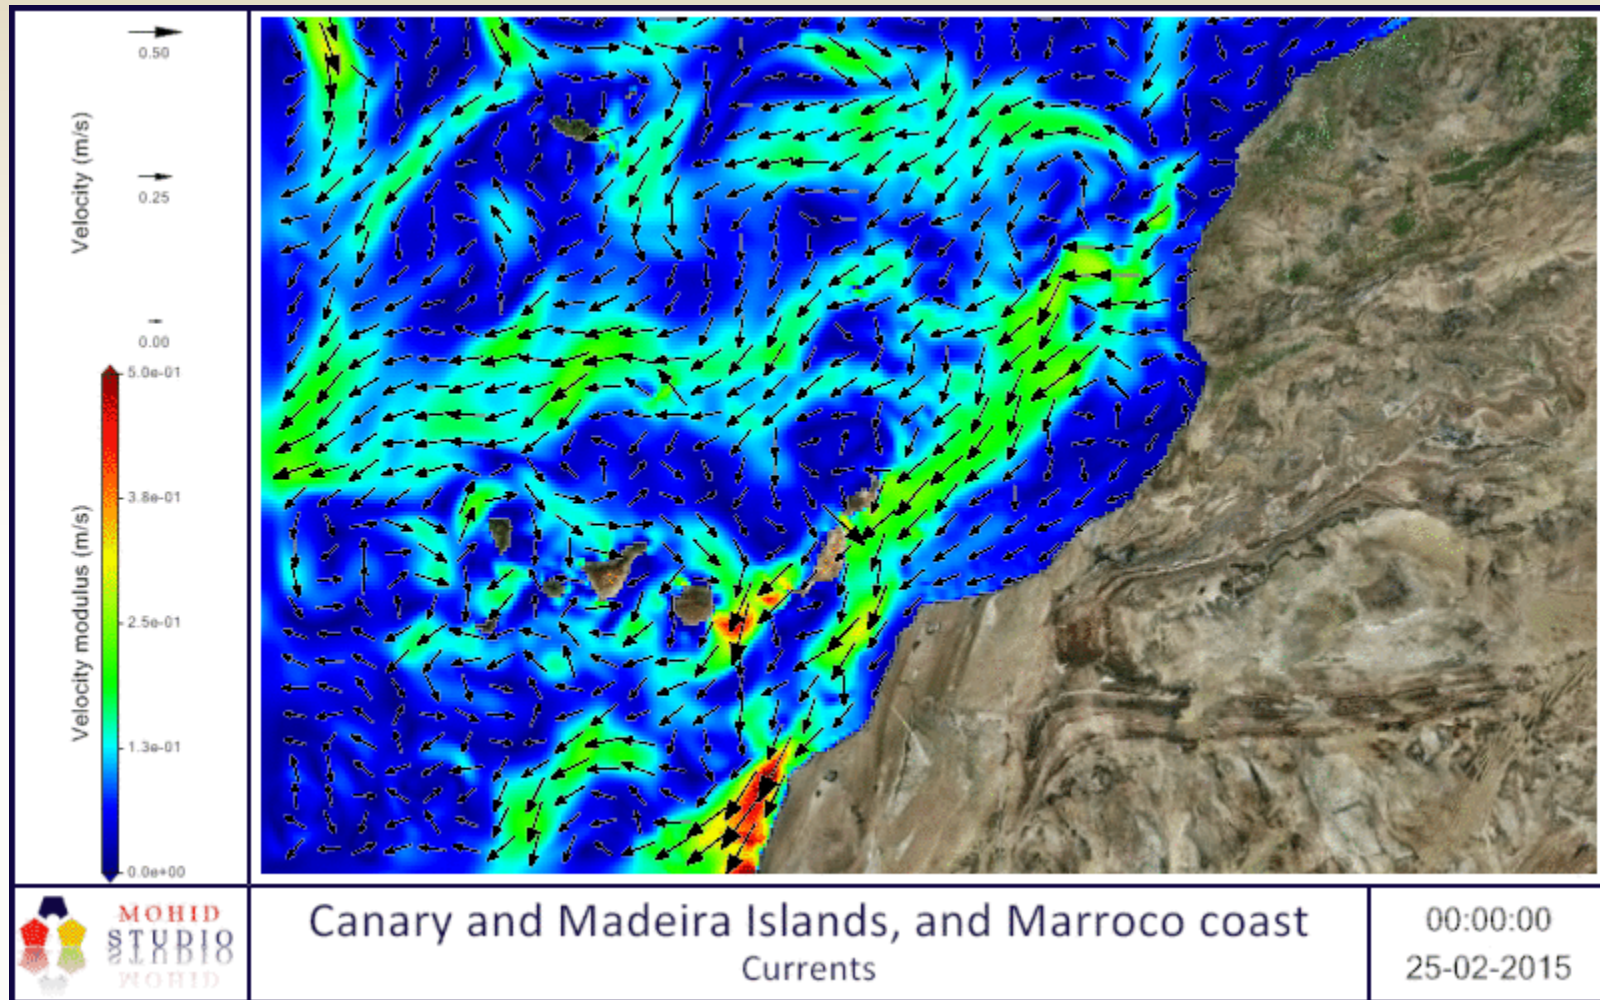 0.50
Velocity (m/s)
0.25
0.00
5.0e-01
3.8e-01
2.5e-01
1.3e-01
0.0e+00
Velocity modulus (m/s)
MOHID
STUDIO
Canary and Madeira Islands, and Marroco coast
Currents
00:00:00
25-02-2015